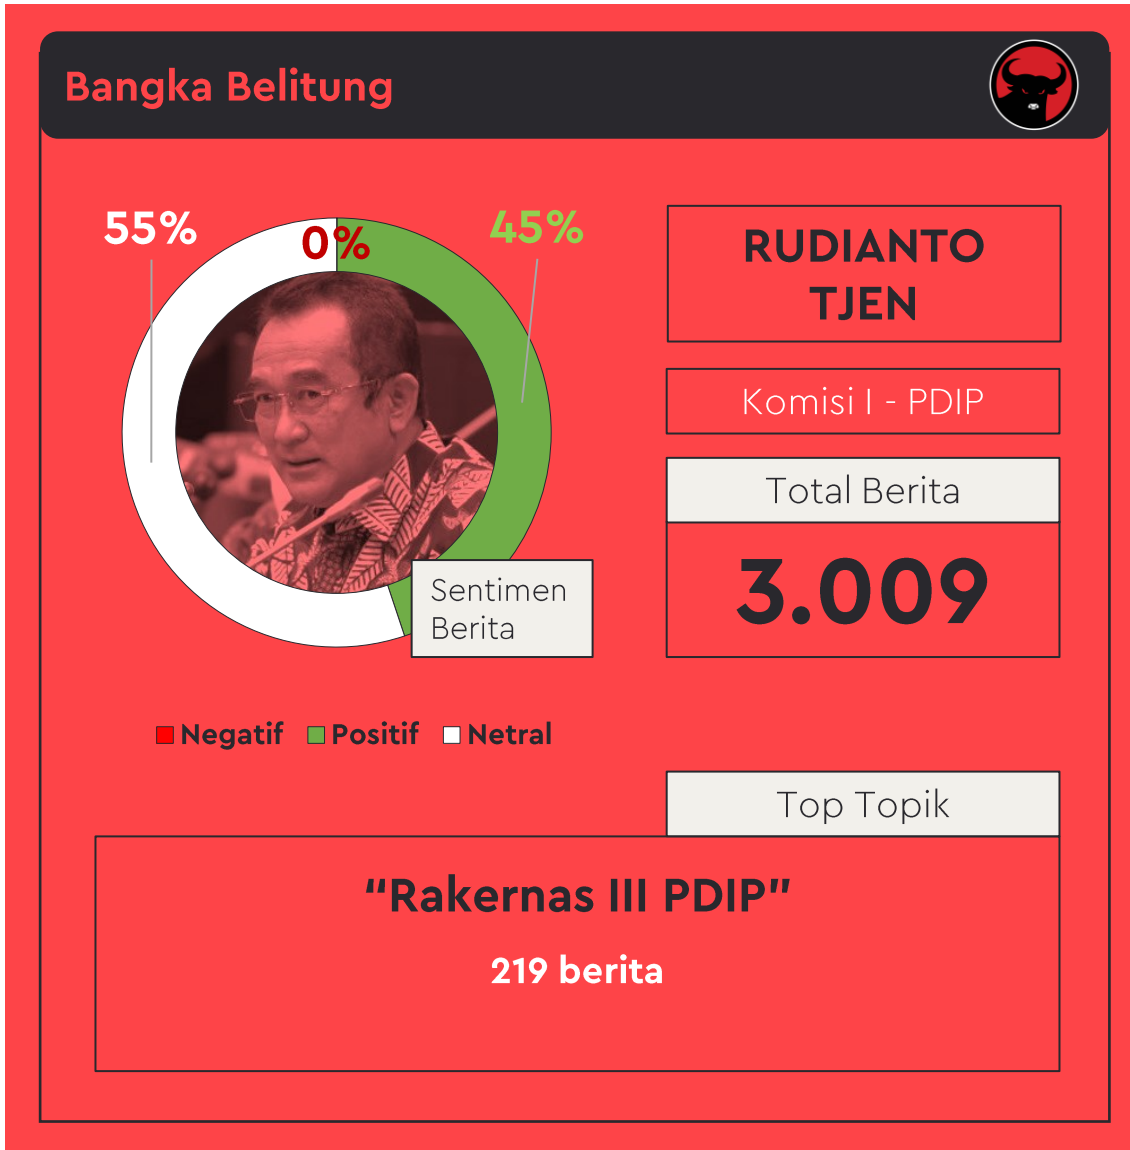 Bangka Belitung
55%
0%
45%
RUDIANTO
TJEN
Komisi I - PDIP
Total Berita
3.009
Sentimen
Berita
Negatif Positif Netral
Top Topik
“Rakernas III PDIP”
219 berita